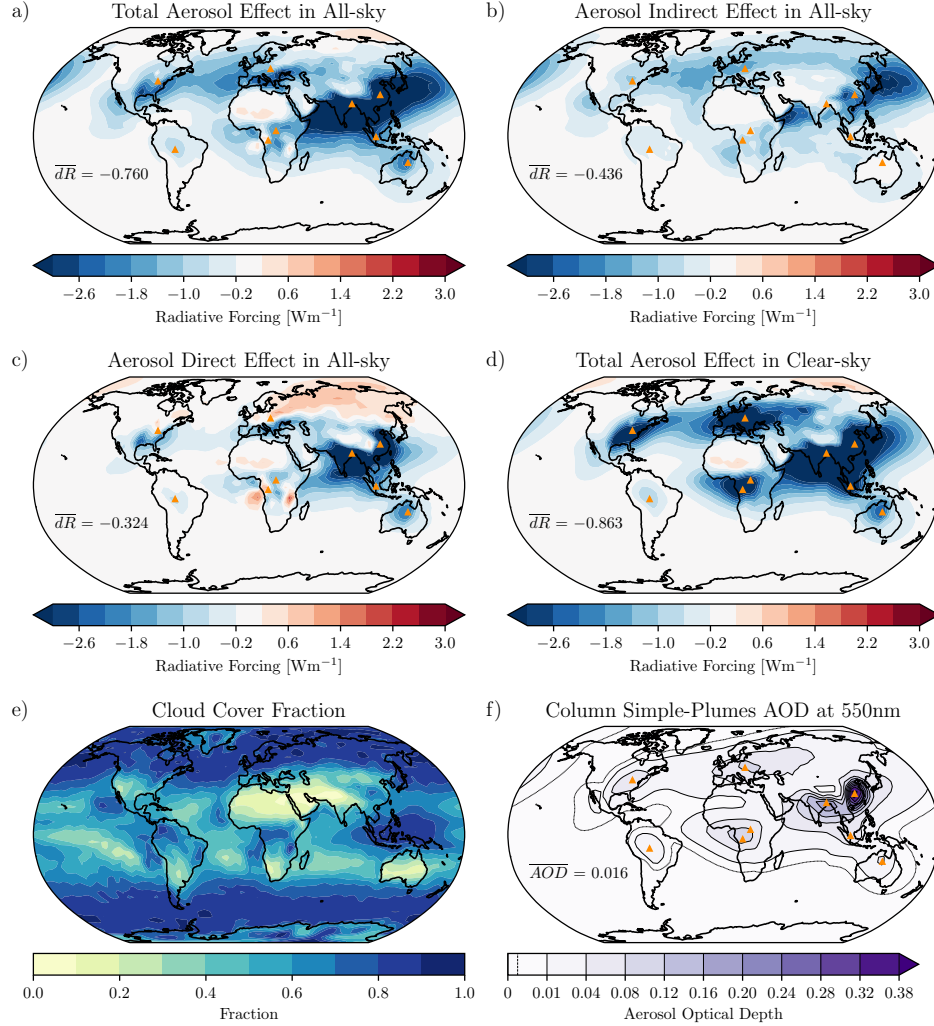 a) Total Aerosol Effect in All-sky
b) Aerosol Indirect Effect in All-sky
dR = −0.760
dR = −0.436
−2.6 −1.8 −1.0 −0.2 0.6 1.4 2.2 3.0
Radiative Forcing [Wm⁻¹]
−2.6 −1.8 −1.0 −0.2 0.6 1.4 2.2 3.0
Radiative Forcing [Wm⁻¹]
c) Aerosol Direct Effect in All-sky
d) Total Aerosol Effect in Clear-sky
dR = −0.324
dR = −0.863
−2.6 −1.8 −1.0 −0.2 0.6 1.4 2.2 3.0
Radiative Forcing [Wm⁻¹]
−2.6 −1.8 −1.0 −0.2 0.6 1.4 2.2 3.0
Radiative Forcing [Wm⁻¹]
e) Cloud Cover Fraction
f) Column Simple-Plumes AOD at 550nm
AOD = 0.016
0.0 0.2 0.4 0.6 0.8 1.0
Fraction
0 0.01 0.04 0.08 0.12 0.16 0.20 0.24 0.28 0.32 0.38
Aerosol Optical Depth